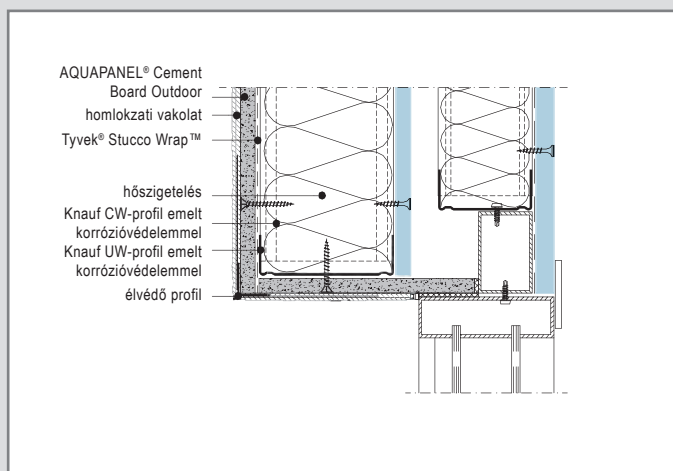 AQUAPANEL® Cement
Board Outdoor
homlokzati vakolat
Tyvek® Stucco Wrap™
hőszigetelés
Knauf CW-profil emelt
korrózióvédelemmel
Knauf UW-profil emelt
korrózióvédelemmel
élvédő profil